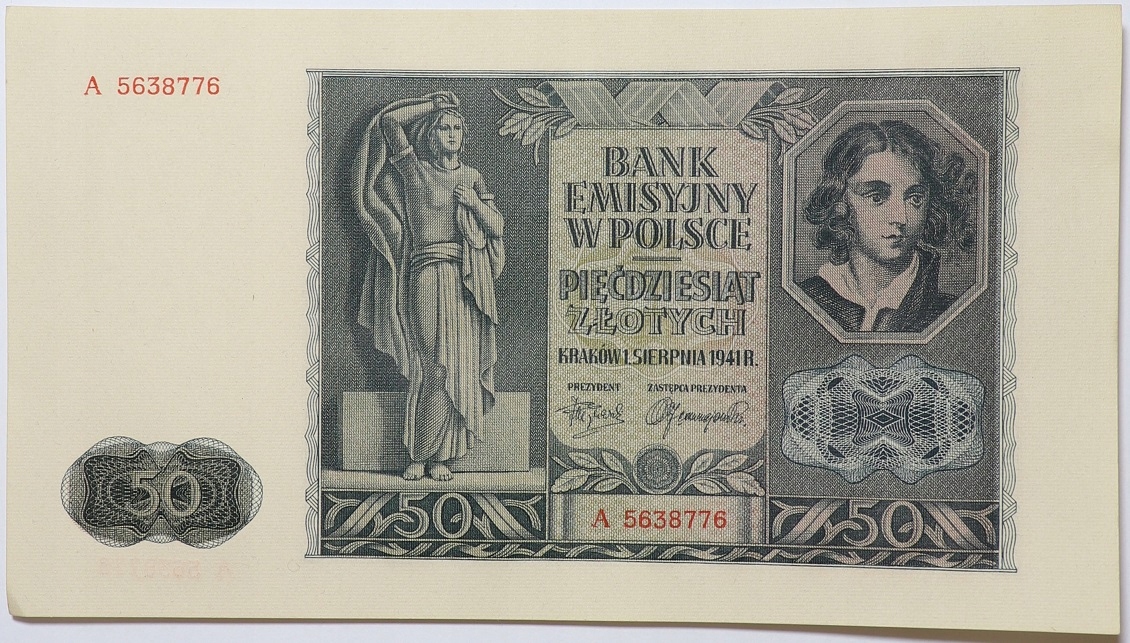 A 5638776
BANK
EMISYJNY
W POLSCE
PIĘĆDZIESIĄT
ZŁOTYCH
KRAKÓW 1. SIERPNIA 1941 R.
PREZYDENT ZASTĘPCA PREZYDENTA
50
50
A 5638776
50